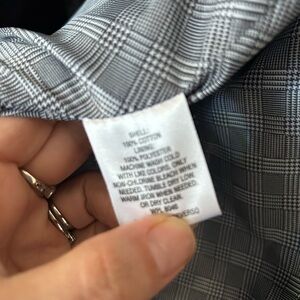 SHELL:
100% COTTON
LINING:
100% POLYESTER
MACHINE WASH COLD
WITH LIKE COLORS, ONLY
NON-CHLORINE BLEACH WHEN
NEEDED, TUMBLE DRY LOW.
WARM IRON WHEN NEEDED
OR DRY CLEAN.